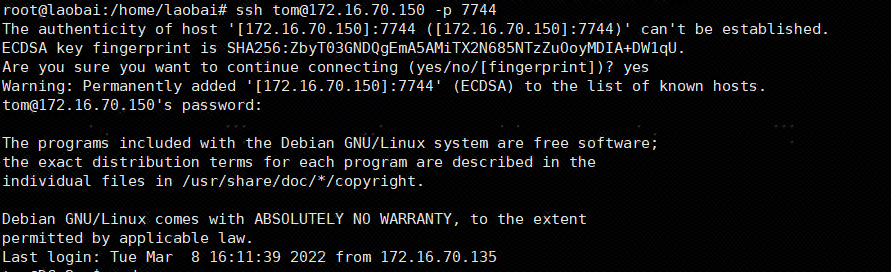 root@laobai:/home/laobai# ssh tom@172.16.70.150 -p 7744
The authenticity of host '[172.16.70.150]:7744 ([172.16.70.150]:7744)' can't be established.
ECDSA key fingerprint is SHA256:ZbyT03GNDQgEmA5AMiTX2N685NTzZuOoyMDIA+DW1qU.
Are you sure you want to continue connecting (yes/no/[fingerprint])? yes
Warning: Permanently added '[172.16.70.150]:7744' (ECDSA) to the list of known hosts.
tom@172.16.70.150's password:
The programs included with the Debian GNU/Linux system are free software;
the exact distribution terms for each program are described in the
individual files in /usr/share/doc/*/copyright.
Debian GNU/Linux comes with ABSOLUTELY NO WARRANTY, to the extent
permitted by applicable law.
Last login: Tue Mar  8 16:11:39 2022 from 172.16.70.135